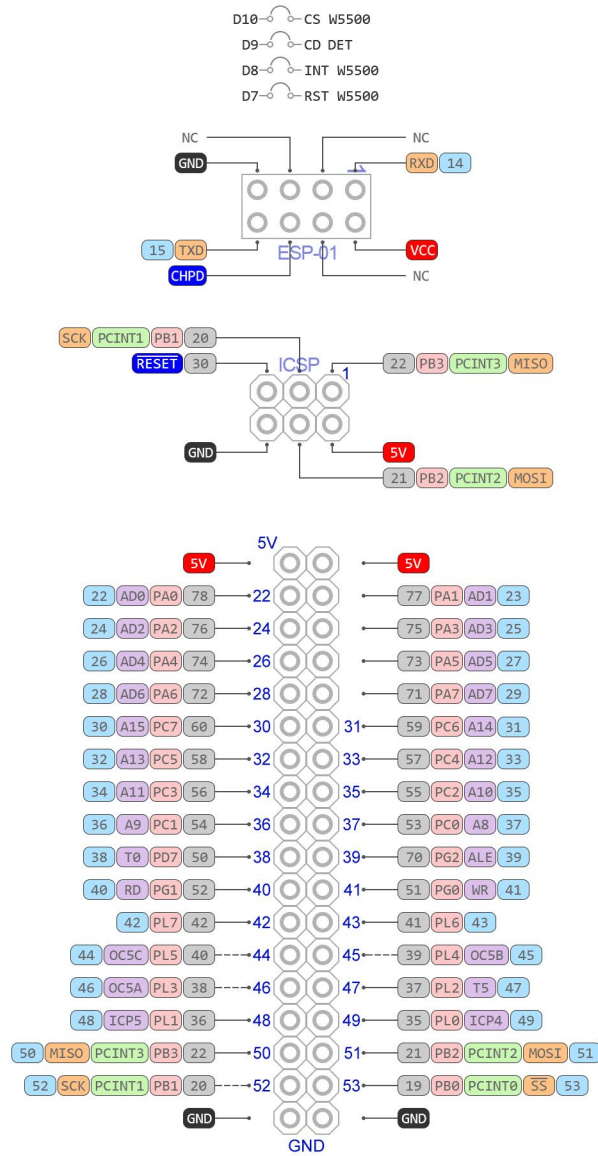 D10 CS W5500
D9 CD DET
D8 INT W5500
D7 RST W5500
NC NC
GND RXD 14
1
15 TXD ESP-01 VCC
CHPD NC
SCK PCINT1 PB1 20
RESET 30 ICSP 22 PB3 PCINT3 MISO
1
GND 5V
21 PB2 PCINT2 MOSI
5V
5V 5V
22 AD0 PA0 78 22 77 PA1 AD1 23
24 AD2 PA2 76 24 75 PA3 AD3 25
26 AD4 PA4 74 26 73 PA5 AD5 27
28 AD6 PA6 72 28 71 PA7 AD7 29
30 A15 PC7 60 30 31 59 PC6 A14 31
32 A13 PC5 58 32 33 57 PC4 A12 33
34 A11 PC3 56 34 35 55 PC2 A10 35
36 A9 PC1 54 36 37 53 PC0 A8 37
38 T0 PD7 50 38 39 70 PG2 ALE 39
40 RD PG1 52 40 41 51 PG0 WR 41
42 PL7 42 42 43 41 PL6 43
44 OC5C PL5 40 44 45 39 PL4 OC5B 45
46 OC5A PL3 38 46 47 37 PL2 T5 47
48 ICP5 PL1 36 48 49 35 PL0 ICP4 49
50 MISO PCINT3 PB3 22 50 51 21 PB2 PCINT2 MOSI 51
52 SCK PCINT1 PB1 20 52 53 19 PB0 PCINT0 SS 53
GND GND
GND